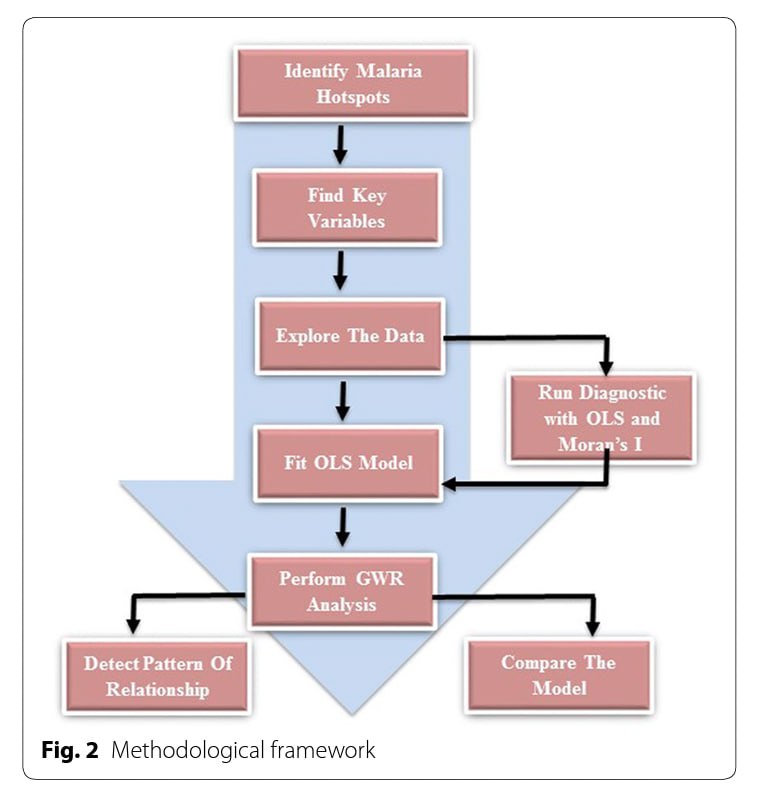 Identify Malaria
Hotspots
Find Key
Variables
Explore The Data
Run Diagnostic
with OLS and
Moran's I
Fit OLS Model
Perform GWR
Analysis
Detect Pattern Of
Relationship
Compare The
Model
Fig. 2 Methodological framework